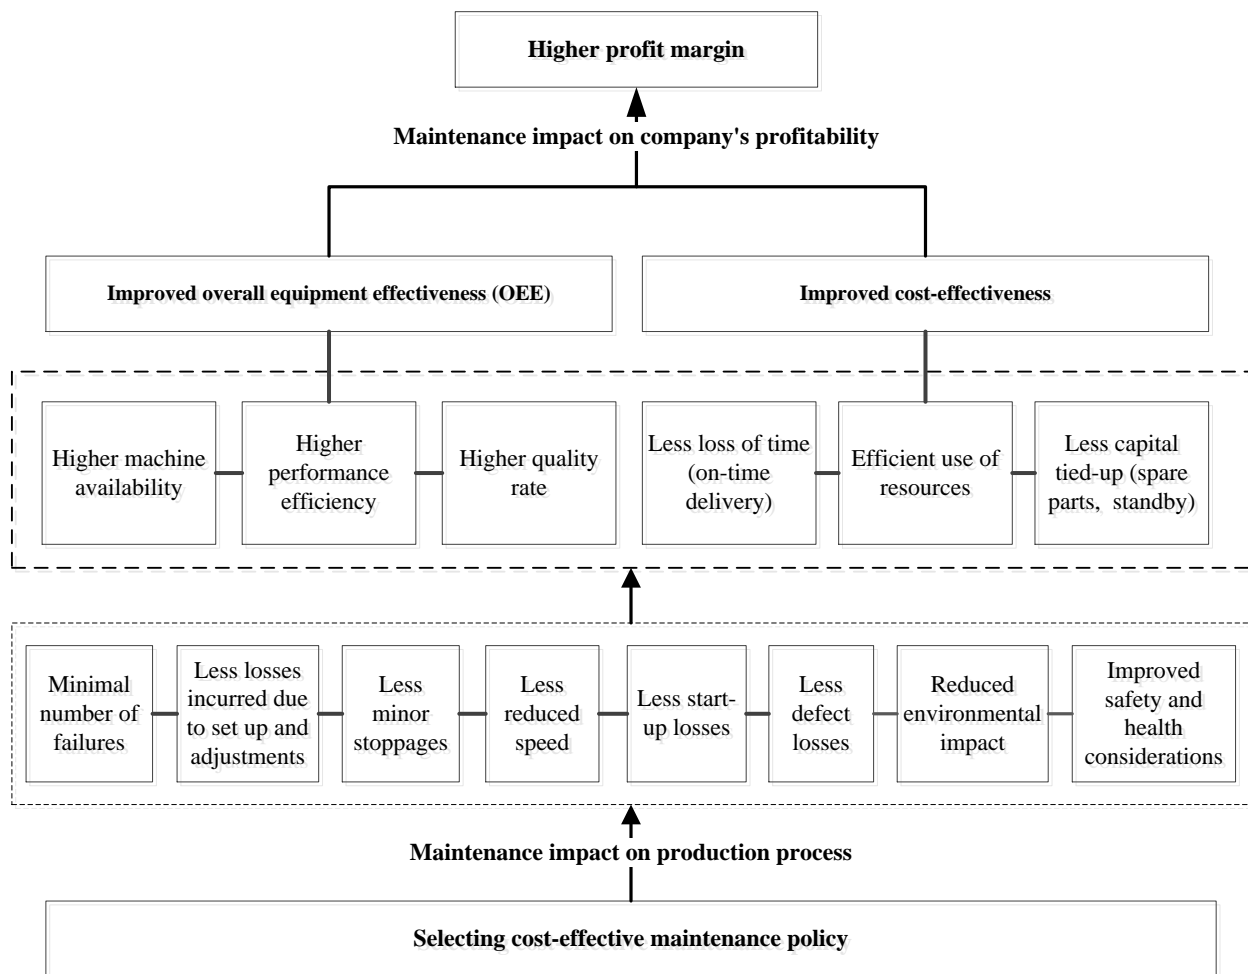 Higher profit margin
Maintenance impact on company's profitability
Improved overall equipment effectiveness (OEE)
Improved cost-effectiveness
Higher machine
availability
Higher
performance
efficiency
Higher quality
rate
Less loss of time
(on-time
delivery)
Efficient use of
resources
Less capital
tied-up (spare
parts, standby)
Minimal
number of
failures
Less losses
incurred due
to set up and
adjustments
Less
minor
stoppages
Less
reduced
speed
Less start-
up losses
Less
defect
losses
Reduced
environmental
impact
Improved
safety and
health
considerations
Maintenance impact on production process
Selecting cost-effective maintenance policy